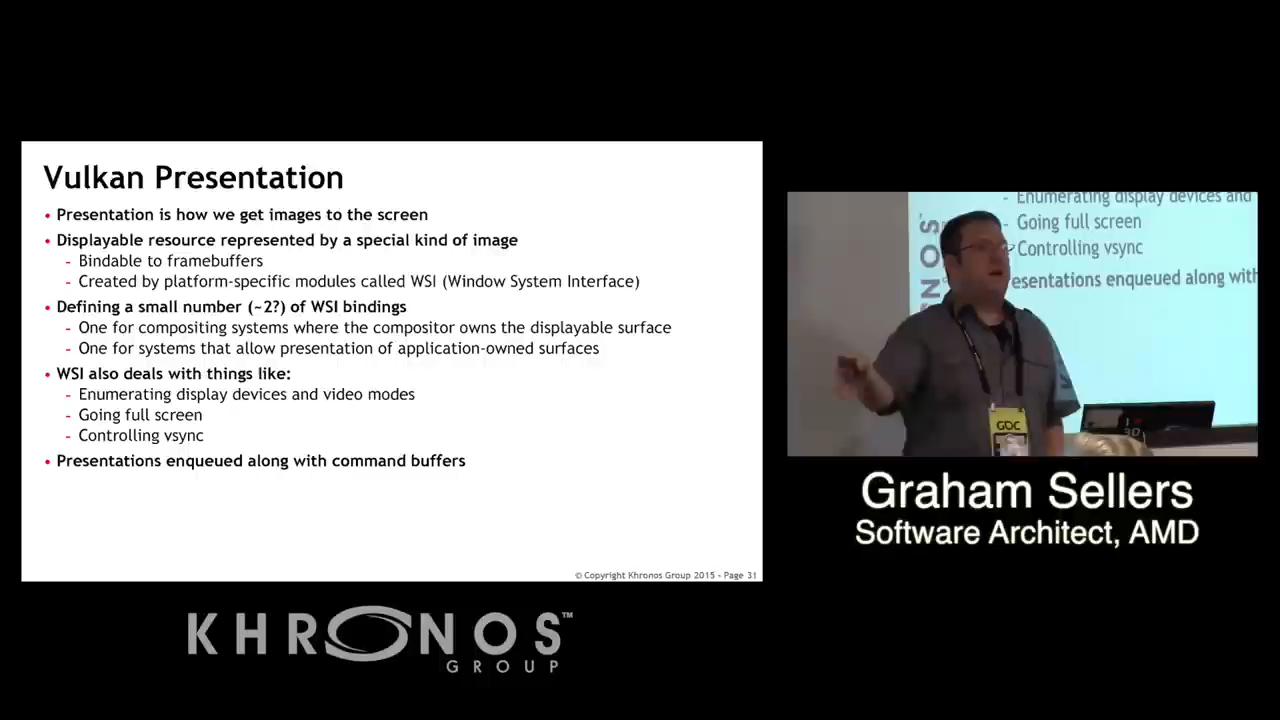 Vulkan Presentation
• Presentation is how we get images to the screen
• Displayable resource represented by a special kind of image
- Bindable to framebuffers
- Created by platform-specific modules called WSI (Window System Interface)
• Defining a small number (~2?) of WSI bindings
- One for compositing systems where the compositor owns the displayable surface
- One for systems that allow presentation of application-owned surfaces
• WSI also deals with things like:
- Enumerating display devices and video modes
- Going full screen
- Controlling vsync
• Presentations enqueued along with command buffers
© Copyright Khronos Group 2015 - Page 31
- Enumerating display devices and
- Going full screen
Controlling vsync
esentations enqueued along with
NOS
GDC
Graham Sellers
Software Architect, AMD
KHRONOS™
GROUP